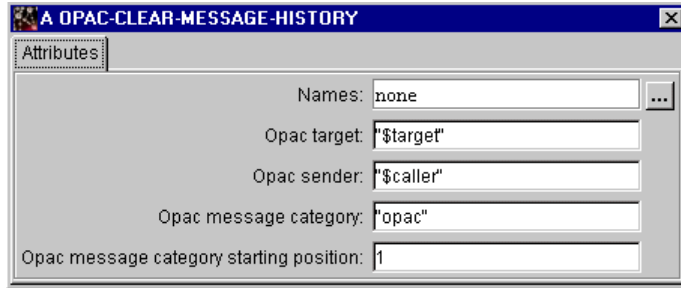 A OPAC-CLEAR-MESSAGE-HISTORY
Attributes
Names: none ...
Opac target: "$target"
Opac sender: "$caller"
Opac message category: "opac"
Opac message category starting position: 1